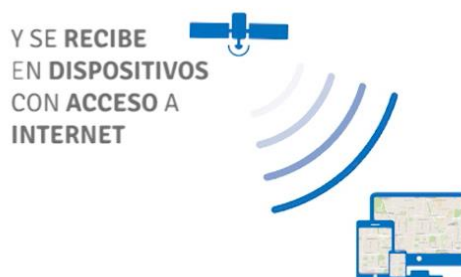 Y SE RECIBE
EN DISPOSITIVOS
CON ACCESO A
INTERNET